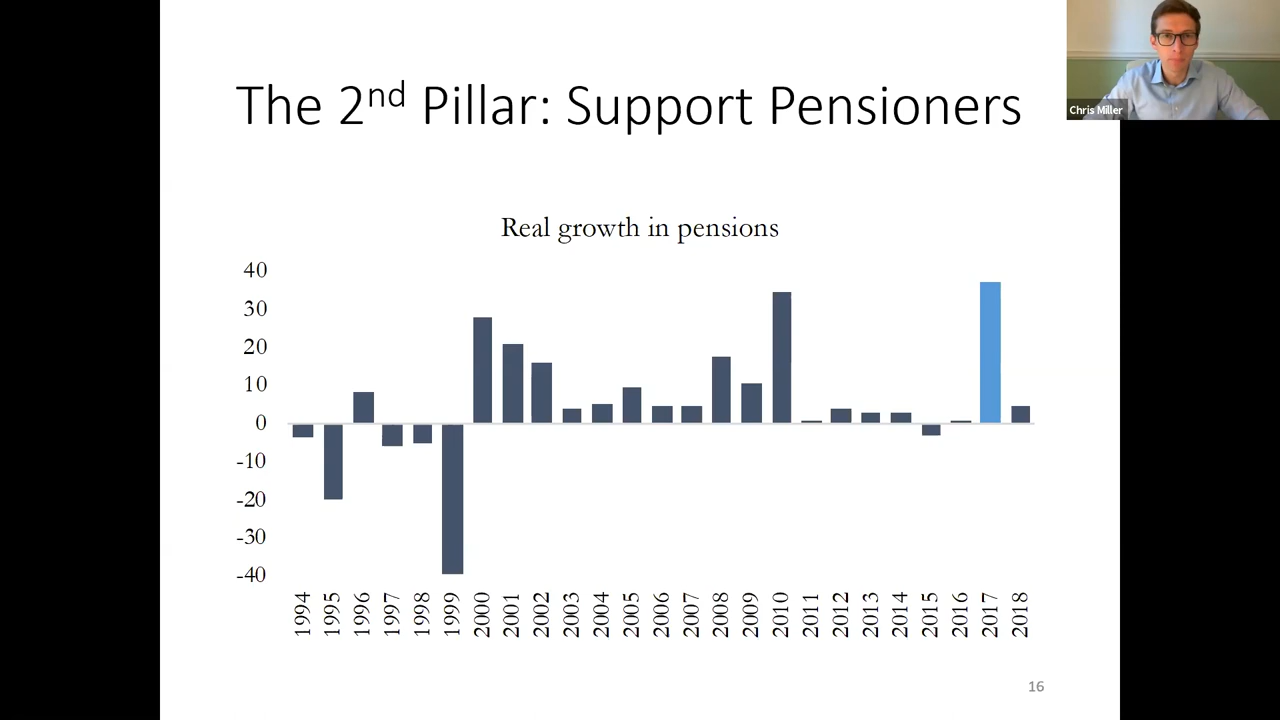 The 2nd Pillar: Support Pensioners
Chris Miller
Real growth in pensions
40
30
20
10
0
-10
-20
-30
-40
1994 1995 1996 1997 1998 1999 2000 2001 2002 2003 2004 2005 2006 2007 2008 2009 2010 2011 2012 2013 2014 2015 2016 2017 2018
16